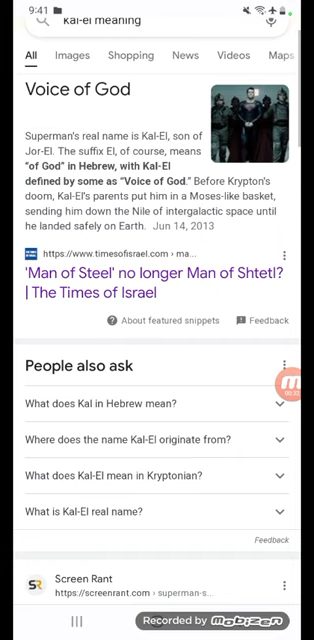 9:41
kal-el meaning
All Images Shopping News Videos Maps
Voice of God
Superman's real name is Kal-El, son of
Jor-El. The suffix El, of course, means
“of God” in Hebrew, with Kal-El
defined by some as “Voice of God.” Before Krypton's
doom, Kal-El's parents put him in a Moses-like basket,
sending him down the Nile of intergalactic space until
he landed safely on Earth. Jun 14, 2013
https://www.timesofisrael.com › ma...
'Man of Steel' no longer Man of Shtetl?
| The Times of Israel
About featured snippets Feedback
People also ask
What does Kal in Hebrew mean?
Where does the name Kal-El originate from?
What does Kal-El mean in Kryptonian?
What is Kal-El real name?
Feedback
SR
Screen Rant
https://screenrant.com › superman-s...
Recorded by mobizen